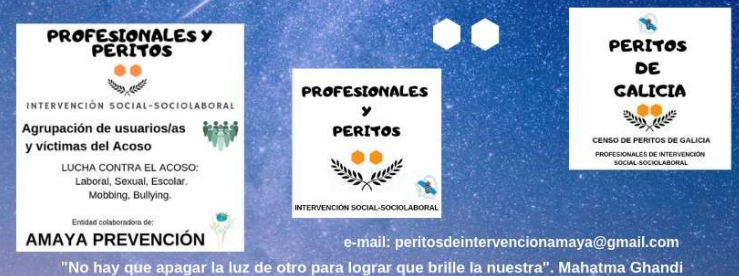 PROFESIONALES Y
PERITOS
INTERVENCIÓN SOCIAL-SOCIOLABORAL
Agrupación de usuarios/as
y víctimas del Acoso
LUCHA CONTRA EL ACOSO:
Laboral, Sexual, Escolar.
Mobbing, Bullying.
Entidad colaboradora de:
AMAYA PREVENCIÓN
PROFESIONALES
Y
PERITOS
INTERVENCIÓN SOCIAL-SOCIOLABORAL
PERITOS
DE
GALICIA
CENSO DE PERITOS DE GALICIA
PROFESIONALES DE INTERVENCIÓN
SOCIAL-SOCIOLABORAL
e-mail: peritosdeintervencionamaya@gmail.com
"No hay que apagar la luz de otro para lograr que brille la nuestra". Mahatma Ghandi